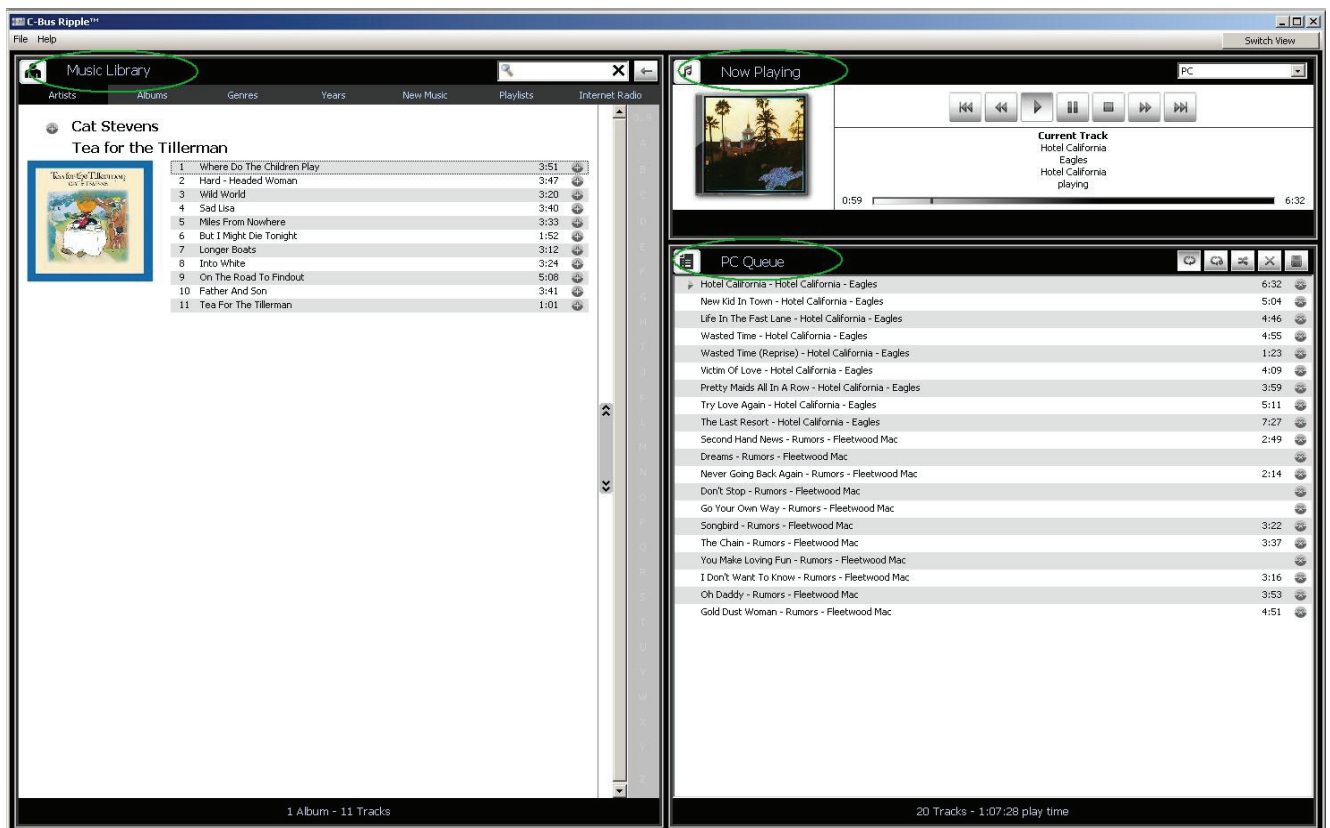 C-Bus Ripple™
File Help
Switch View
Music Library
Artists Albums Genres Years New Music Playlists Internet Radio
Cat Stevens
Tea for the Tillerman
Tea for the Tillerman
CAT STEVENS
1 Where Do The Children Play 3:51
2 Hard - Headed Woman 3:47
3 Wild World 3:20
4 Sad Lisa 3:40
5 Miles From Nowhere 3:33
6 But I Might Die Tonight 1:52
7 Longer Boats 3:12
8 Into White 3:24
9 On The Road To Findout 5:08
10 Father And Son 3:41
11 Tea For The Tillerman 1:01
0..9
A
B
C
D
E
F
G
H
I
J
K
L
M
N
O
P
Q
R
S
T
U
V
W
X
Y
Z
1 Album - 11 Tracks
Now Playing
PC
Current Track
Hotel California
Eagles
Hotel California
playing
0:59 6:32
PC Queue
Hotel California - Hotel California - Eagles 6:32
New Kid In Town - Hotel California - Eagles 5:04
Life In The Fast Lane - Hotel California - Eagles 4:46
Wasted Time - Hotel California - Eagles 4:55
Wasted Time (Reprise) - Hotel California - Eagles 1:23
Victim Of Love - Hotel California - Eagles 4:09
Pretty Maids All In A Row - Hotel California - Eagles 3:59
Try Love Again - Hotel California - Eagles 5:11
The Last Resort - Hotel California - Eagles 7:27
Second Hand News - Rumors - Fleetwood Mac 2:49
Dreams - Rumors - Fleetwood Mac
Never Going Back Again - Rumors - Fleetwood Mac 2:14
Don't Stop - Rumors - Fleetwood Mac
Go Your Own Way - Rumors - Fleetwood Mac
Songbird - Rumors - Fleetwood Mac 3:22
The Chain - Rumors - Fleetwood Mac 3:37
You Make Loving Fun - Rumors - Fleetwood Mac
I Don't Want To Know - Rumors - Fleetwood Mac 3:16
Oh Daddy - Rumors - Fleetwood Mac 3:53
Gold Dust Woman - Rumors - Fleetwood Mac 4:51
20 Tracks - 1:07:28 play time